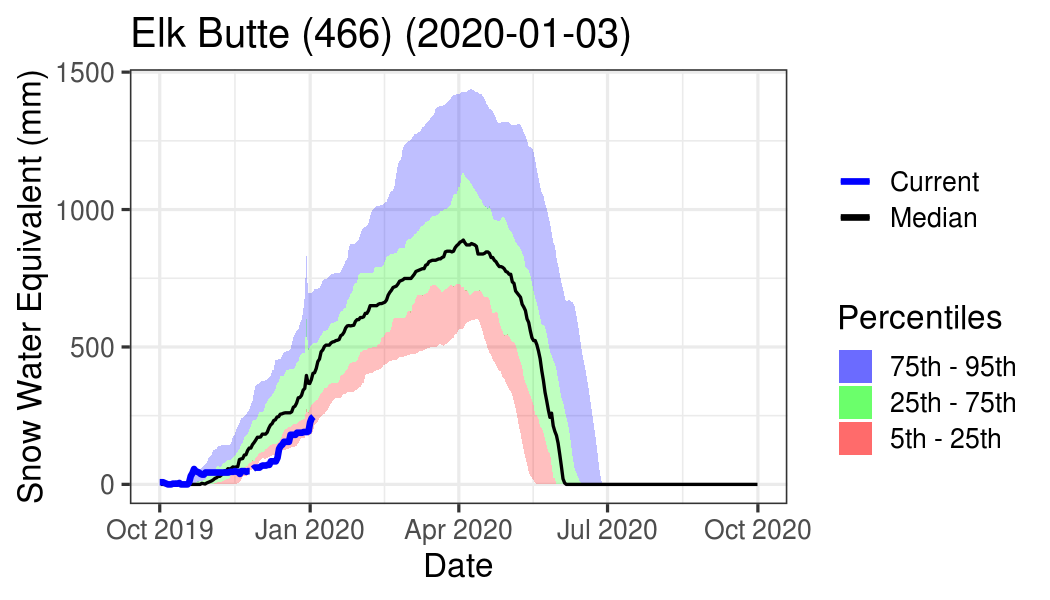 Elk Butte (466) (2020-01-03)
Snow Water Equivalent (mm)
1500
1000
500
0
Oct 2019
Jan 2020
Apr 2020
Jul 2020
Oct 2020
Date
Current
Median
Percentiles
75th - 95th
25th - 75th
5th - 25th